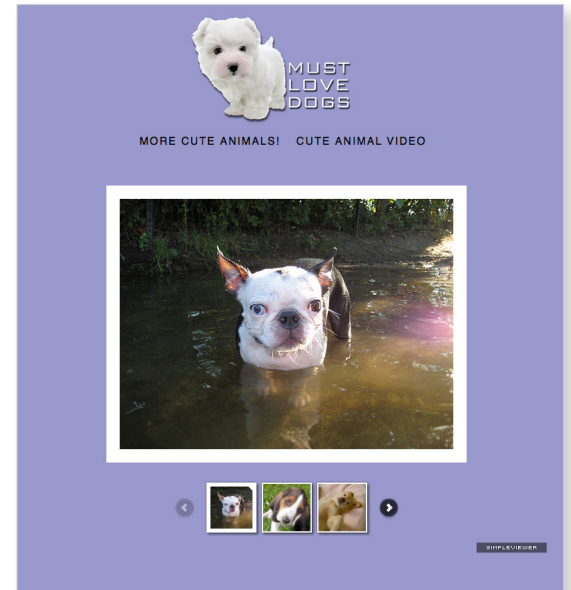 MUST
LOVE
DOGS
MORE CUTE ANIMALS! CUTE ANIMAL VIDEO
SIMPLEVIEWER